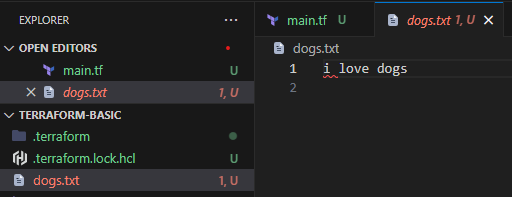 EXPLORER
OPEN EDITORS
main.tf U
dogs.txt 1, U
TERRAFORM-BASIC
.terraform
.terraform.lock.hcl U
dogs.txt 1, U
main.tf U dogs.txt 1, U
dogs.txt
1 i love dogs
2